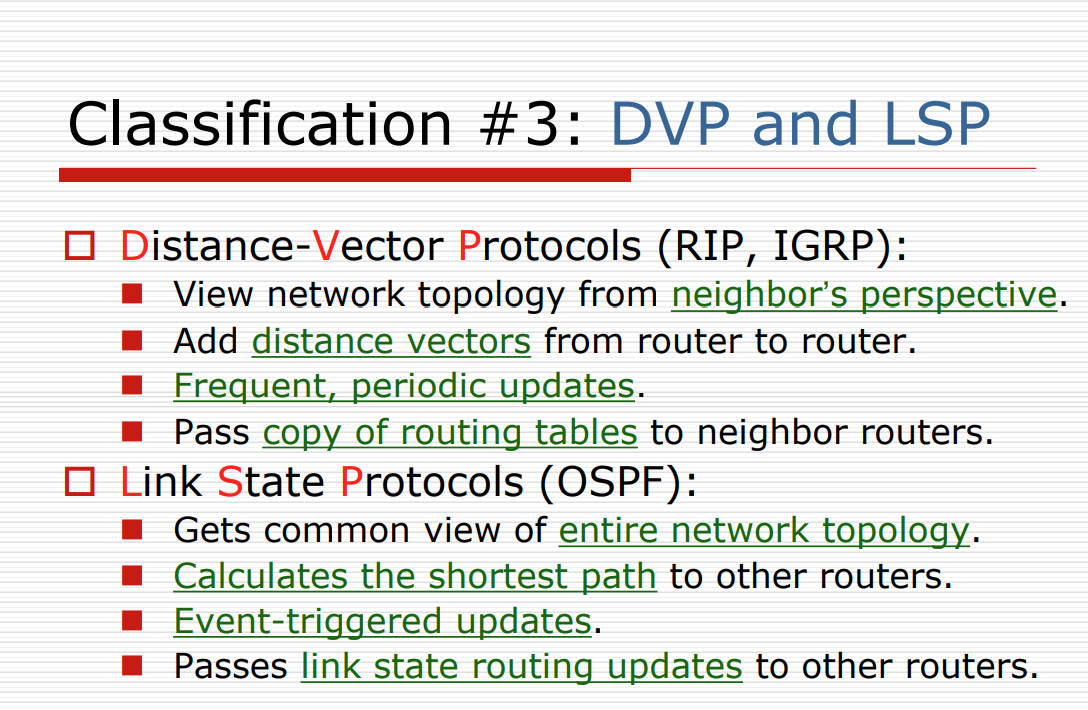 Classification #3: DVP and LSP
Distance-Vector Protocols (RIP, IGRP):
View network topology from neighbor’s perspective.
Add distance vectors from router to router.
Frequent, periodic updates.
Pass copy of routing tables to neighbor routers.
Link State Protocols (OSPF):
Gets common view of entire network topology.
Calculates the shortest path to other routers.
Event-triggered updates.
Passes link state routing updates to other routers.